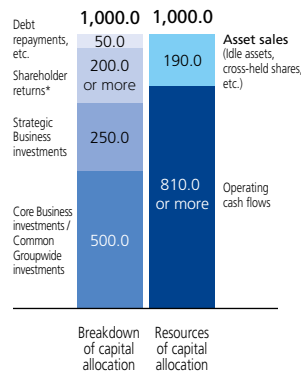 1,000.0 1,000.0
Debt
repayments,
etc.
50.0
Shareholder
returns*
200.0
or more
Strategic
Business
investments
250.0
Core Business
investments /
Common
Groupwide
investments
500.0
190.0
Asset sales
(Idle assets,
cross-held shares,
etc.)
810.0
or more
Operating
cash flows
Breakdown
of capital
allocation
Resources
of capital
allocation